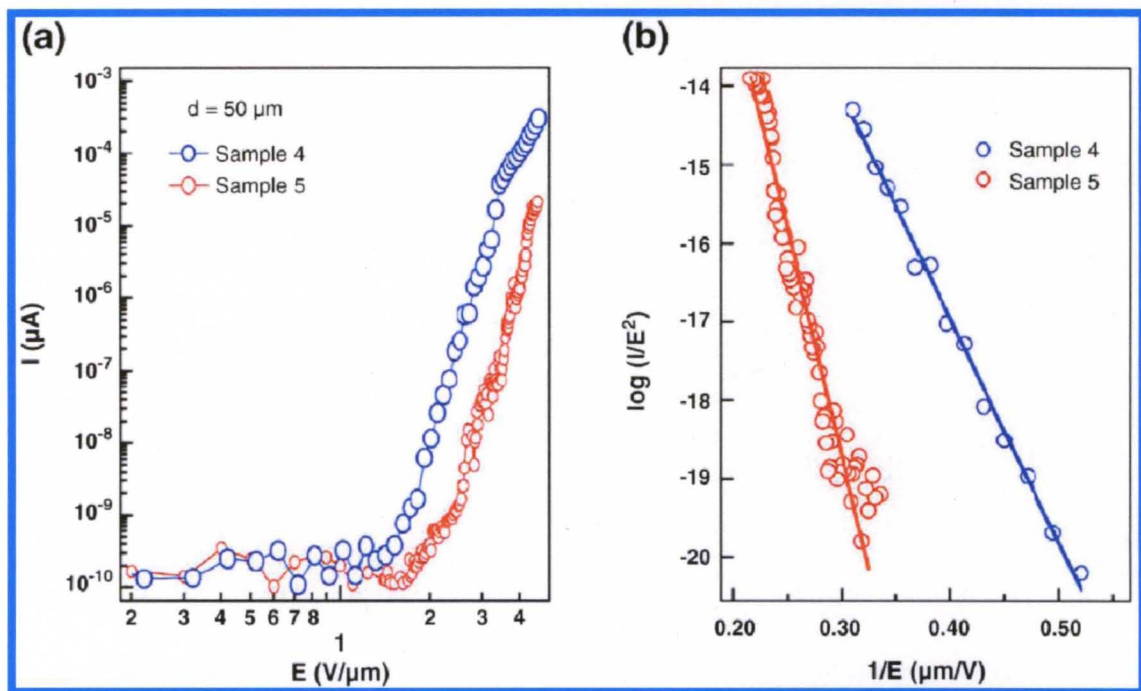 (a)
10-3
10-4
10-5
10-6
10-7
10-8
10-9
10-10
I (µA)
d = 50 µm
Sample 4
Sample 5
2 3 4 5 6 7 8 2 3 4
1
E (V/µm)
(b)
-14
-15
-16
-17
-18
-19
-20
log (I/E2)
Sample 4
Sample 5
0.20 0.30 0.40 0.50
1/E (µm/V)